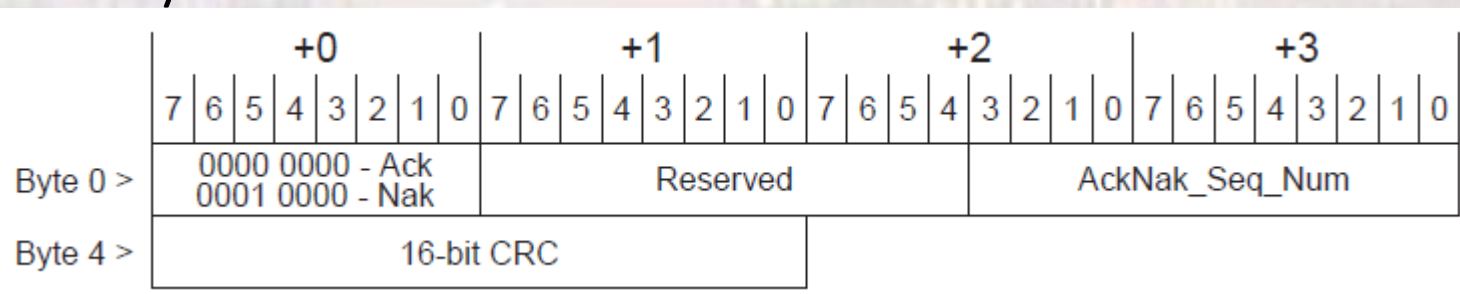 +0 +1 +2 +3
7 6 5 4 3 2 1 0 7 6 5 4 3 2 1 0 7 6 5 4 3 2 1 0 7 6 5 4 3 2 1 0
Byte 0 > 0000 0000 - Ack Reserved AckNak_Seq_Num
0001 0000 - Nak
Byte 4 > 16-bit CRC